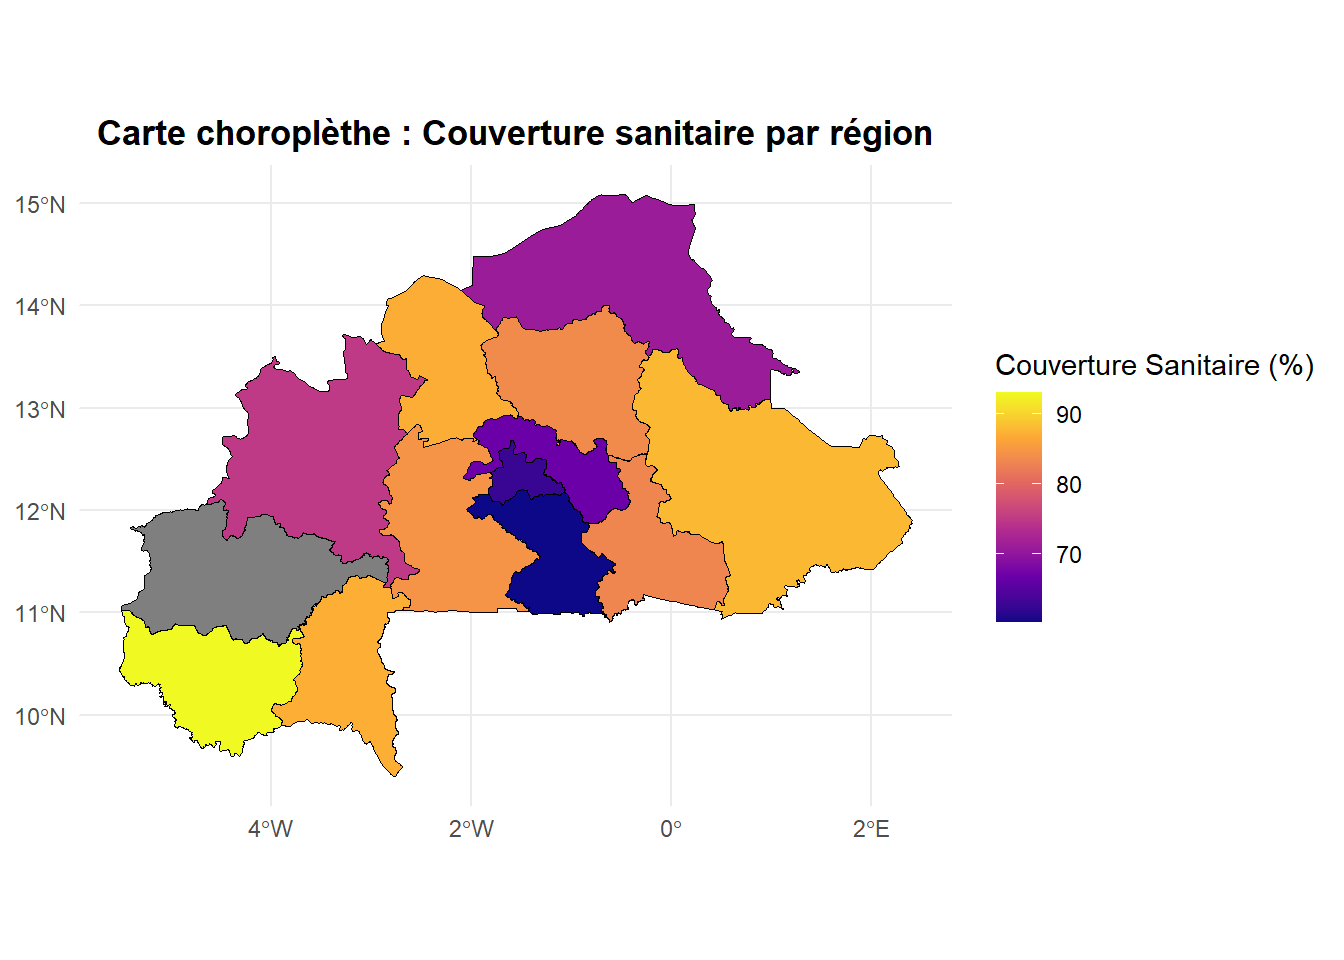 Carte choroplèthe : Couverture sanitaire par région
15°N
14°N
13°N
12°N
11°N
10°N
4°W
2°W
0°
2°E
Couverture Sanitaire (%)
90
80
70